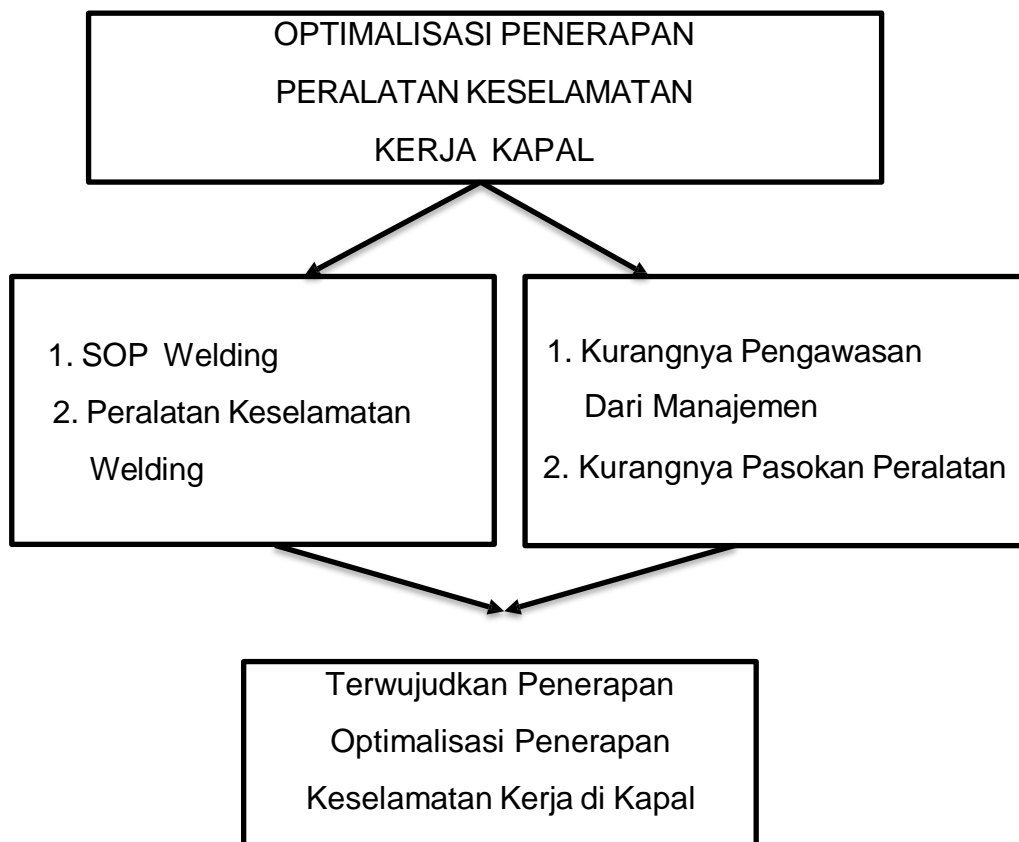 OPTIMALISASI PENERAPAN
PERALATAN KESELAMATAN
KERJA KAPAL
1. SOP Welding
2. Peralatan Keselamatan
Welding
1. Kurangnya Pengawasan
Dari Manajemen
2. Kurangnya Pasokan Peralatan
Terwujudkan Penerapan
Optimalisasi Penerapan
Keselamatan Kerja di Kapal